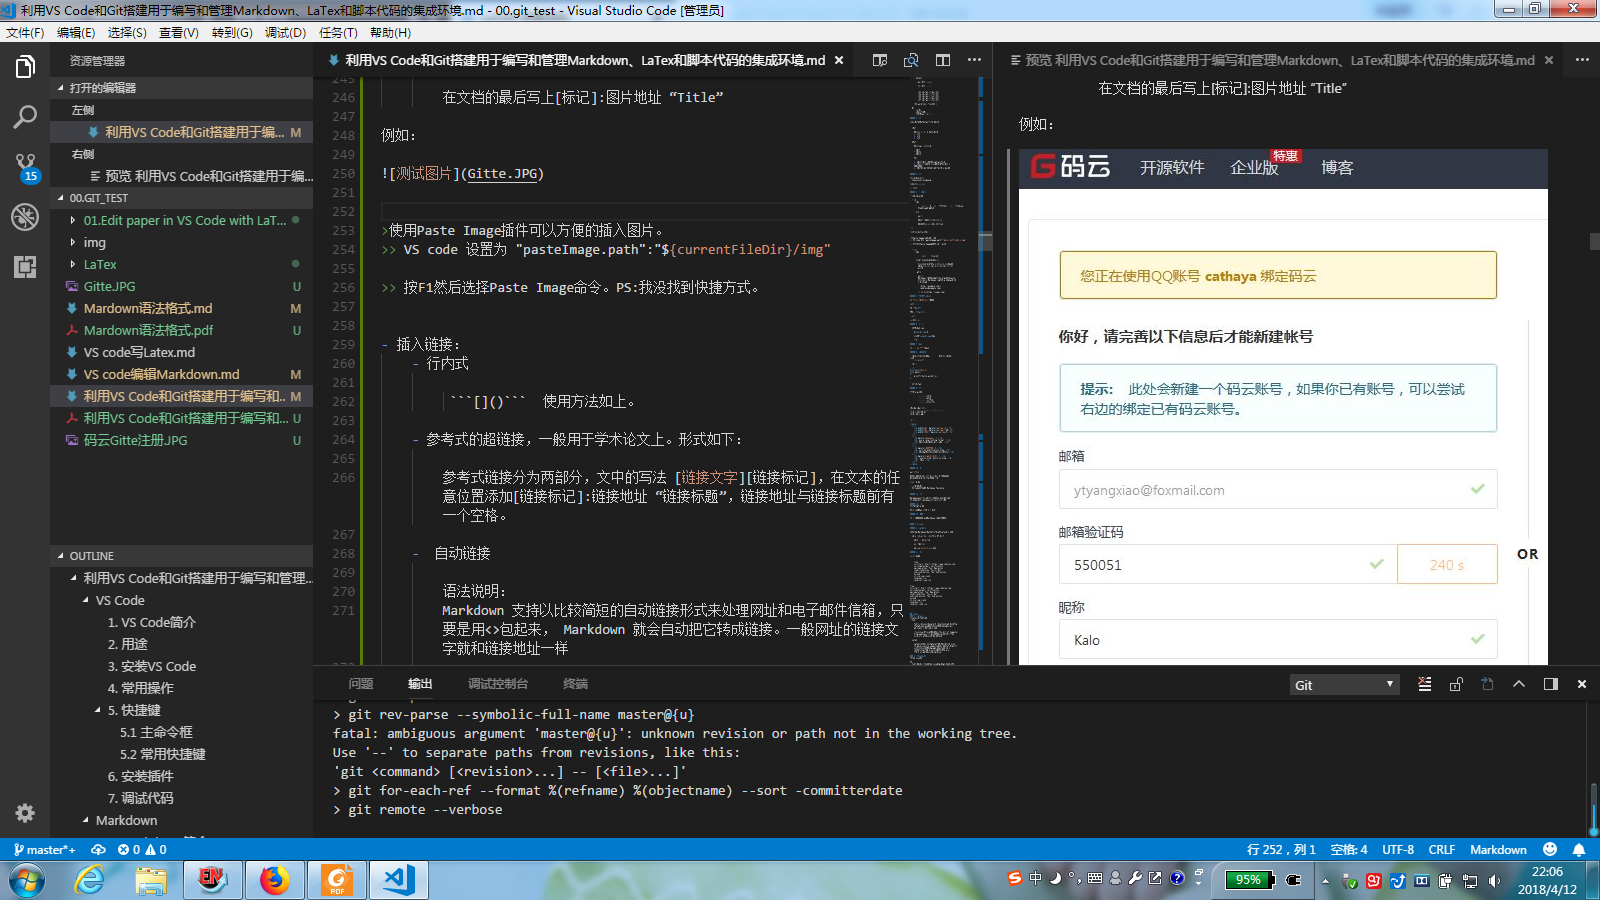 利用VS Code和Git搭建用于编写和管理Markdown、LaTex和脚本代码的集成环境.md - 00.git_test - Visual Studio Code [管理员]
文件(F) 编辑(E) 选择(S) 查看(V) 转到(G) 调试(D) 任务(T) 帮助(H)
资源管理器
打开的编辑器
左侧
利用VS Code和Git搭建用于编... M
右侧
预览 利用VS Code和Git搭建用于编...
00.GIT_TEST
01.Edit paper in VS Code with LaT...
img
LaTex
GitteJPG U
Mardown语法格式.md M
Mardown语法格式.pdf U
VS code写Latex.md
VS code编辑Markdown.md M
利用VS Code和Git搭建用于编写和... M
利用VS Code和Git搭建用于编写和... U
码云Gitte注册.JPG U
15
OUTLINE
利用VS Code和Git搭建用于编写和管理...
VS Code
1. VS Code简介
2. 用途
3. 安装VS Code
4. 常用操作
5. 快捷键
5.1 主命令框
5.2 常用快捷键
6. 安装插件
7. 调试代码
Markdown
利用VS Code和Git搭建用于编写和管理Markdown、LaTex和脚本代码的集成环境.md
245
246 在文档的最后写上[标记]:图片地址 “Title”
247
248 例如:
249
250 ![测试图片](Gitte.JPG)
251
252
253 >使用Paste Image插件可以方便的插入图片。
254 >> VS code 设置为 "pasteImage.path":"${currentFileDir}/img"
255
256 >> 按F1然后选择Paste Image命令。PS:我没找到快捷方式。
257
258
259 - 插入链接:
260 - 行内式
261
262 ```[]()``` 使用方法如上。
263
264 - 参考式的超链接，一般用于学术论文上。形式如下:
265
266 参考式链接分为两部分，文中的写法 [链接文字][链接标记]，在文本的任
意位置添加[链接标记]:链接地址 “链接标题”，链接地址与链接标题前有
一个空格。
267
268 - 自动链接
269
270 语法说明:
271 Markdown 支持以比较简短的自动链接形式来处理网址和电子邮件信箱，只
要是用<>包起来， Markdown 就会自动把它转成链接。一般网址的链接文
字就和链接地址一样
预览 利用VS Code和Git搭建用于编写和管理Markdown、LaTex和脚本代码的集成环境.md
在文档的最后写上[标记]:图片地址 “Title”
例如:
码云 开源软件 企业版 特惠 博客
您正在使用QQ账号 cathaya 绑定码云
你好，请完善以下信息后才能新建帐号
提示: 此处会新建一个码云账号，如果你已有账号，可以尝试
右边的绑定已有码云账号。
邮箱
ytyangxiao@foxmail.com
邮箱验证码
550051 240 s
OR
昵称
Kalo
问题 输出 调试控制台 终端 Git
> git rev-parse --symbolic-full-name master@{u}
fatal: ambiguous argument 'master@{u}': unknown revision or path not in the working tree.
Use '--' to separate paths from revisions, like this:
'git <command> [<revision>...] -- [<file>...]'
> git for-each-ref --format %(refname) %(objectname) --sort -committerdate
> git remote --verbose
master*+ 0 0 行 252，列 1 空格: 4 UTF-8 CRLF Markdown
PDF
中
95%
22:06
2018/4/12